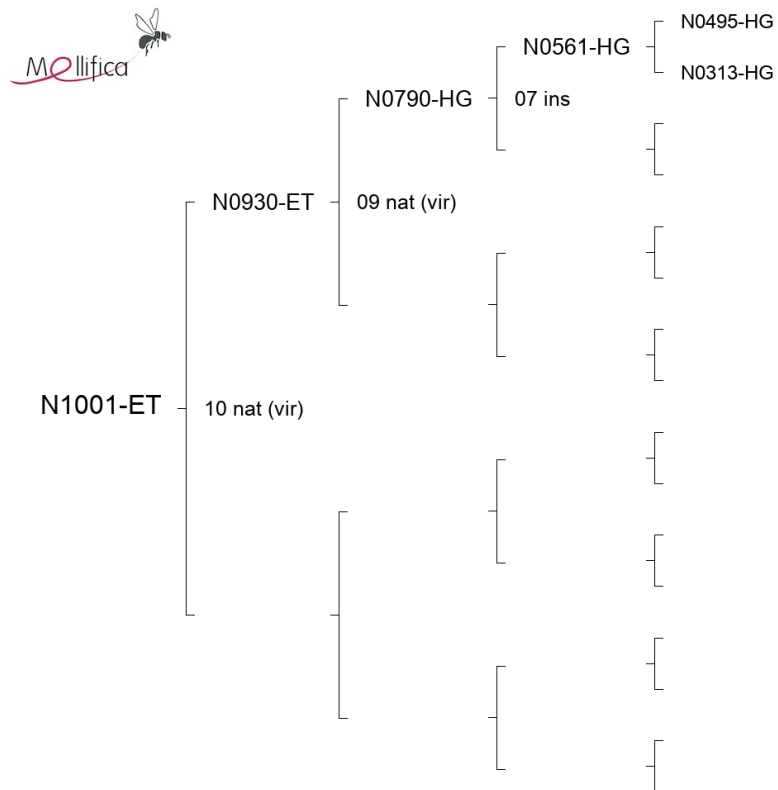 Mellifica
N0495-HG
N0561-HG
N0313-HG
N0790-HG
07 ins
N0930-ET
09 nat (vir)
N1001-ET
10 nat (vir)